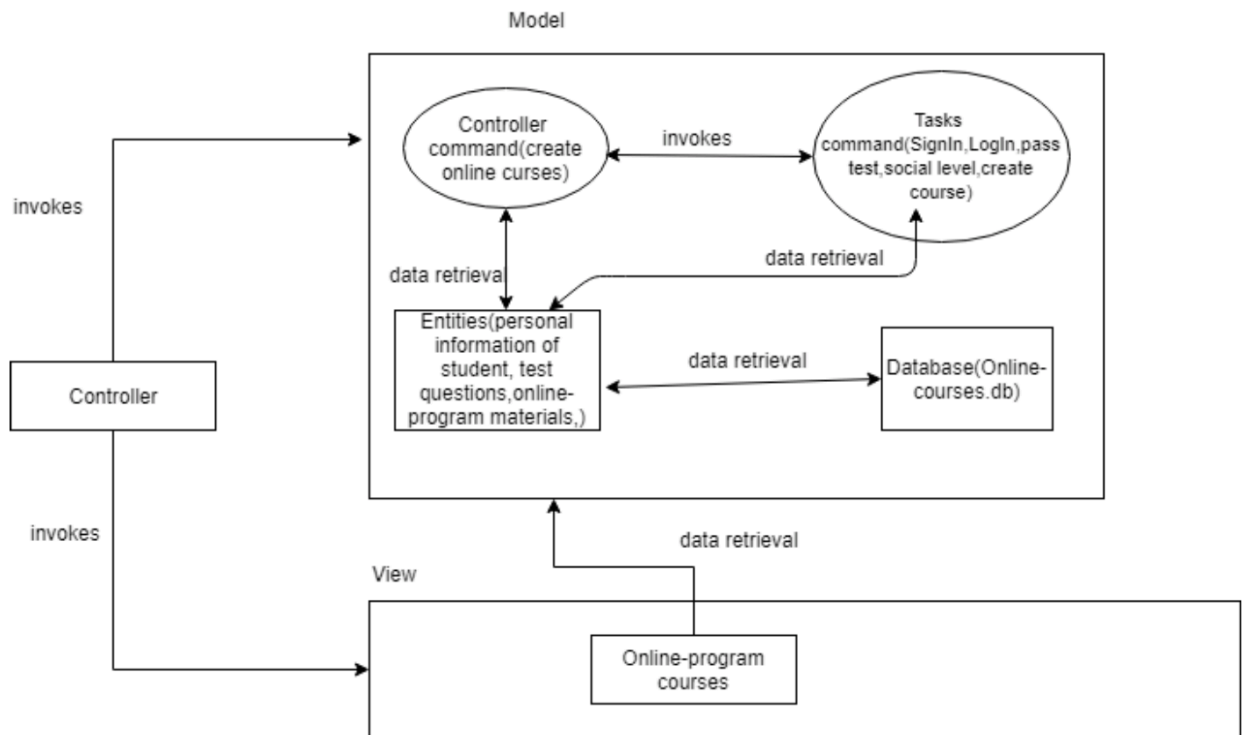 Model
Controller
command(create
online curses)
invokes
Tasks
command(SignIn,LogIn,pass
test,social level,create
course)
invokes
data retrieval
data retrieval
Entities(personal
information of
student, test
questions,online-
program materials,)
data retrieval
Database(Online-
courses.db)
Controller
invokes
data retrieval
View
Online-program
courses